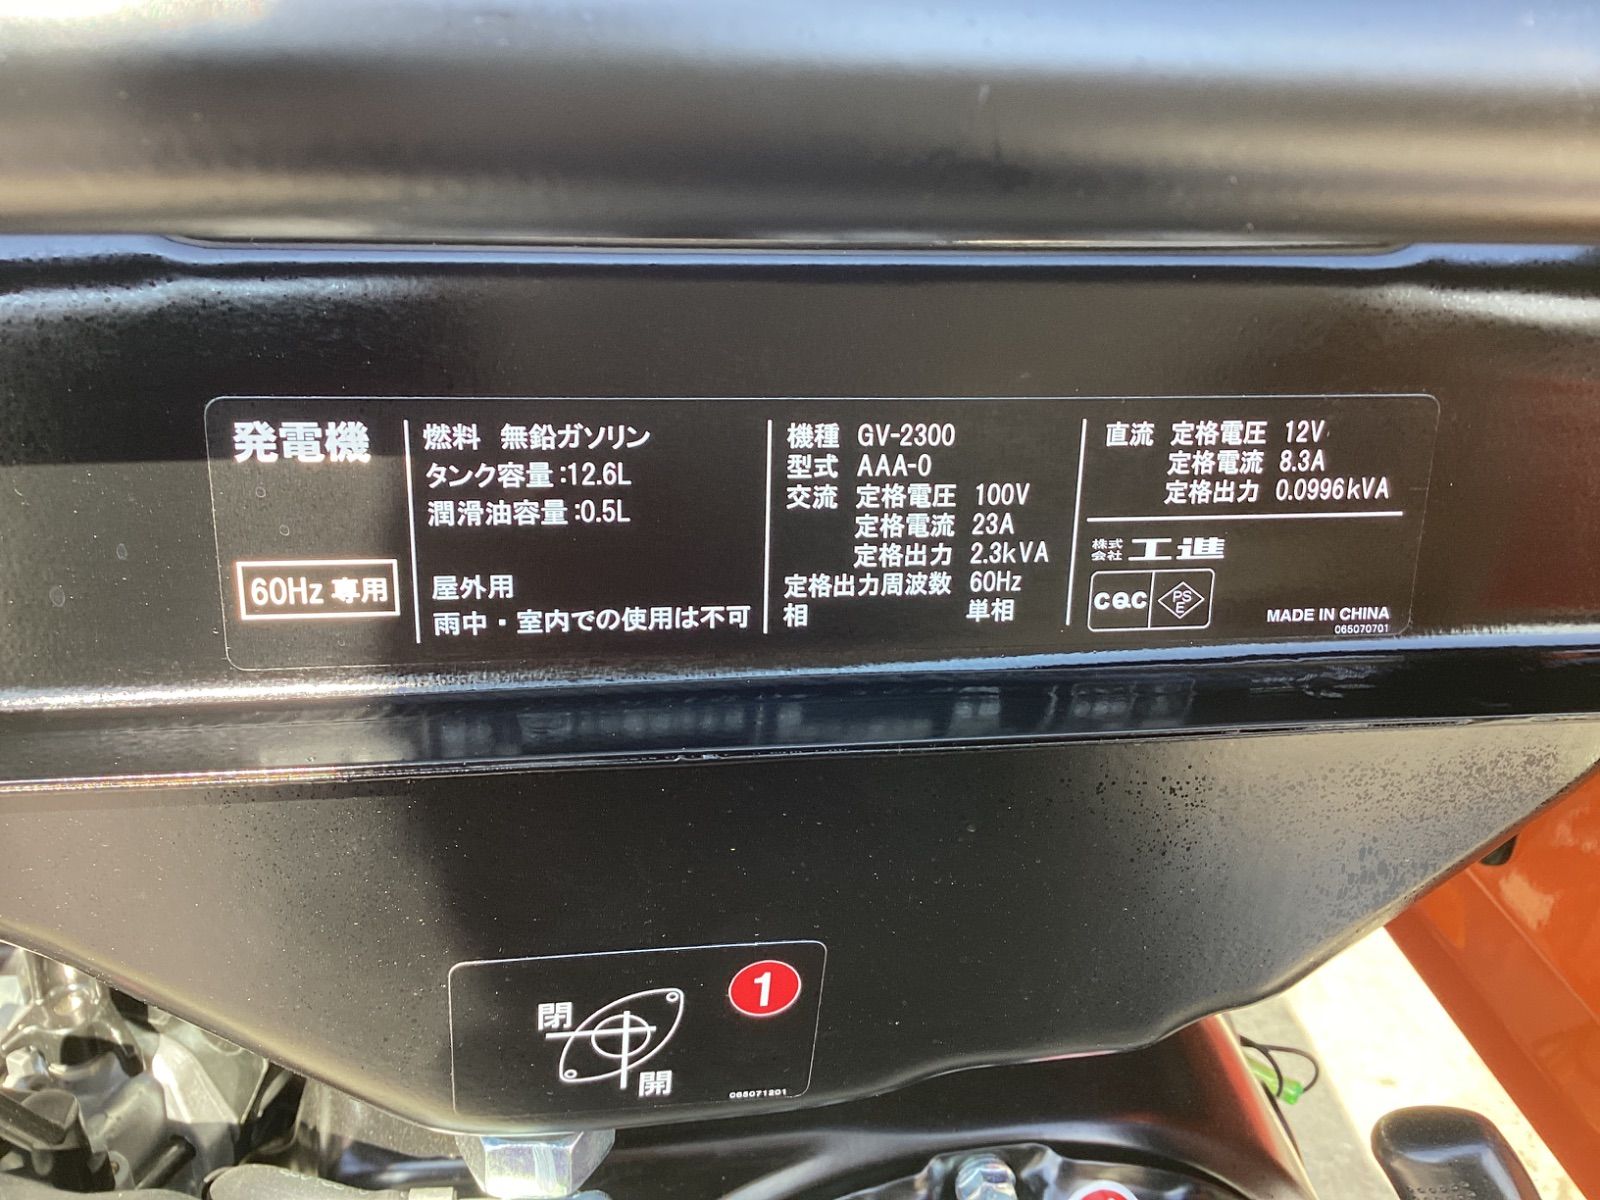 発電機
60Hz 専用
燃料 無鉛ガソリン
タンク容量:12.6L
潤滑油容量:0.5L
屋外用
雨中・室内での使用は不可
機種 GV-2300
型式 AAA-0
交流 定格電圧 100V
定格電流 23A
定格出力 2.3kVA
定格出力周波数 60Hz
相 単相
直流 定格電圧 12V
定格電流 8.3A
定格出力 0.0996kVA
株式会社 工進
cqc
PS
E
MADE IN CHINA
065070701
1
閉
開
065071201